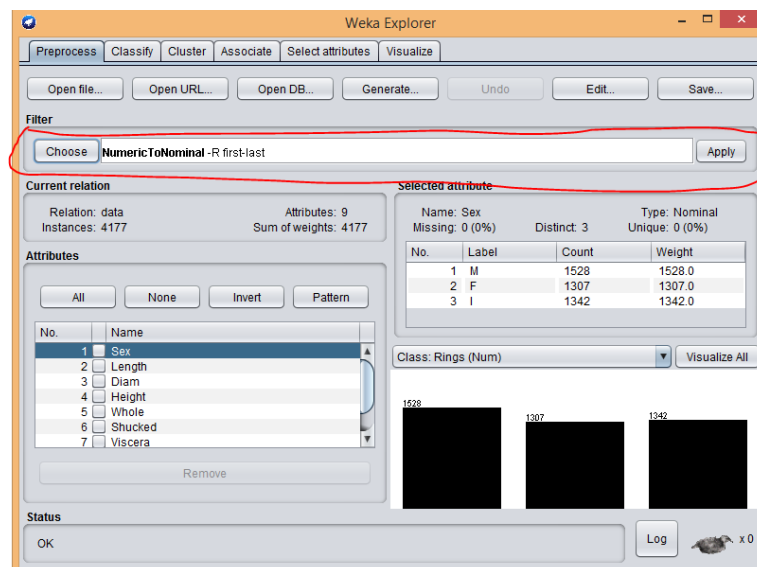 Weka Explorer
Preprocess Classify Cluster Associate Select attributes Visualize
Open file... Open URL... Open DB... Generate... Undo Edit... Save...
Filter
Choose NumericToNominal -R first-last Apply
Current relation
Relation: data Attributes: 9
Instances: 4177 Sum of weights: 4177
Attributes
All None Invert Pattern
No. Name
1 Sex
2 Length
3 Diam
4 Height
5 Whole
6 Shucked
7 Viscera
Remove
Selected attribute
Name: Sex Type: Nominal
Missing: 0 (0%) Distinct: 3 Unique: 0 (0%)
No. Label Count Weight
1 M 1528 1528.0
2 F 1307 1307.0
3 I 1342 1342.0
Class: Rings (Num) Visualize All
1528 1307 1342
Status
OK Log x 0